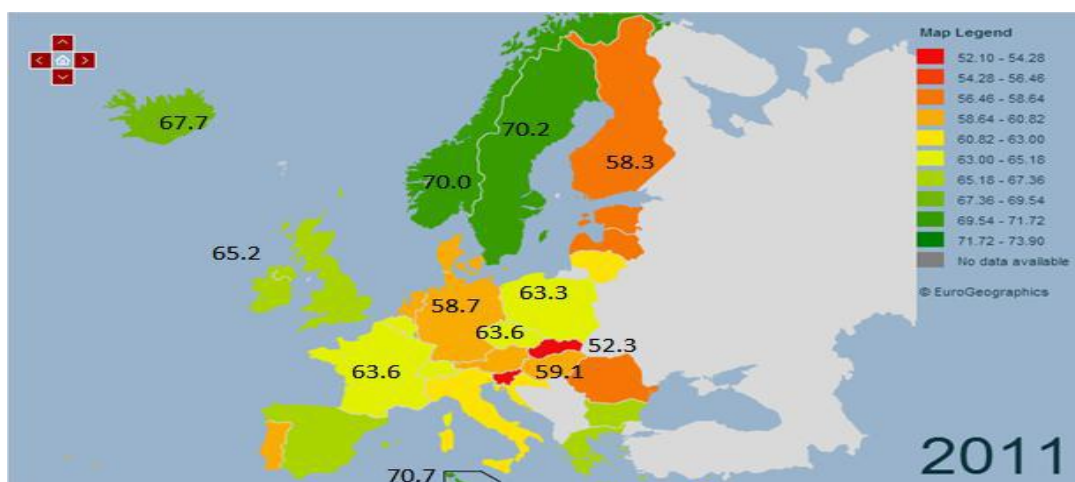 Map Legend
52.10 - 54.28
54.28 - 56.46
56.46 - 58.64
58.64 - 60.82
60.82 - 63.00
63.00 - 65.18
65.18 - 67.36
67.36 - 69.54
69.54 - 71.72
71.72 - 73.90
No data available
© EuroGeographics
67.7
70.2
58.3
70.0
65.2
63.3
58.7
63.6
52.3
59.1
63.6
70.7
2011